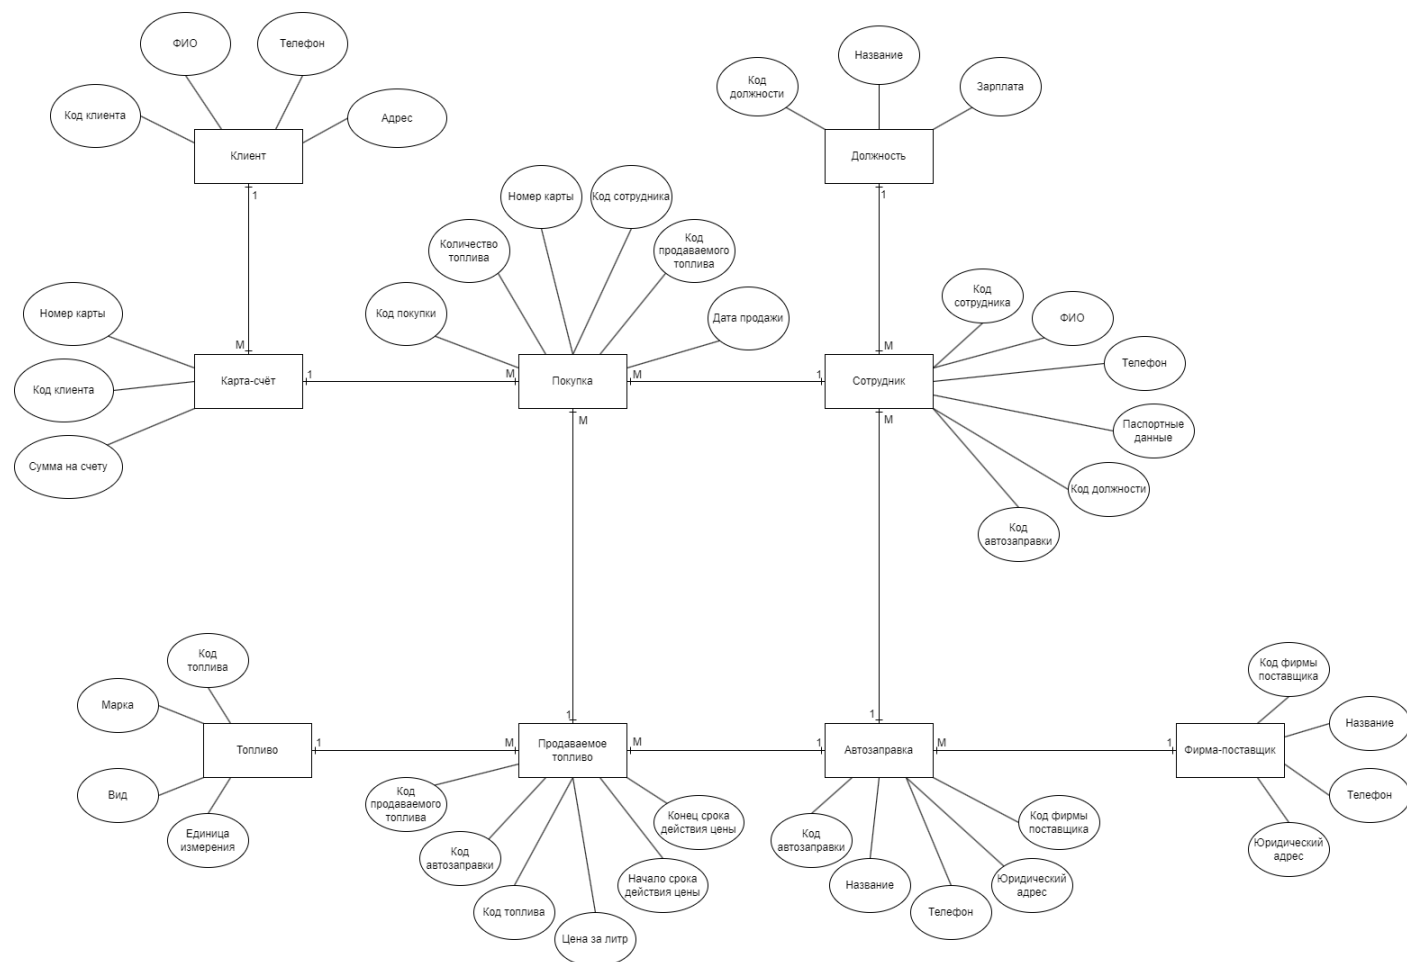 ФИО
Телефон
Код клиента
Адрес
Клиент
1
Название
Код
должности
Зарплата
Должность
1
Номер карты
Код сотрудника
Количество
топлива
Код
продаваемого
топлива
Код покупки
Дата продажи
Номер карты
Код клиента
Сумма на счету
M
Карта-счёт
1
M
Покупка
M
M
1
M
Сотрудник
M
Код
сотрудника
ФИО
Телефон
Паспортные
данные
Код должности
Код
автозаправки
Код
топлива
Марка
Вид
Единица
измерения
Топливо
1
M
1
Продаваемое
топливо
M
Код
продаваемого
топлива
Код
автозаправки
Код топлива
Цена за литр
Начало срока
действия цены
Конец срока
действия цены
1
1
Автозаправка
M
Код
автозаправки
Название
Телефон
Юридический
адрес
Код фирмы
поставщика
1
Фирма-поставщик
Код фирмы
поставщика
Название
Телефон
Юридический
адрес